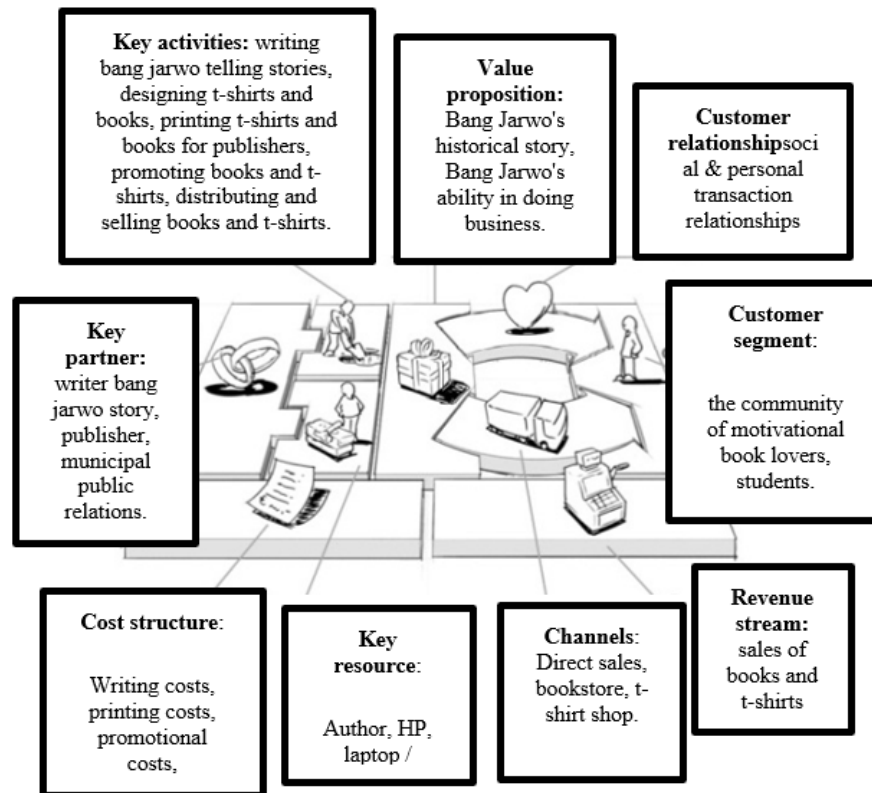 Key activities: writing
bang jarwo telling stories,
designing t-shirts and
books, printing t-shirts and
books for publishers,
promoting books and t-
shirts, distributing and
selling books and t-shirts.
Value
proposition:
Bang Jarwo's
historical story,
Bang Jarwo's
ability in doing
business.
Customer
relationshipsoci
al & personal
transaction
relationships
Key
partner:
writer bang
jarwo story,
publisher,
municipal
public
relations.
Customer
segment:
the community
of motivational
book lovers,
students.
Cost structure:
Writing costs,
printing costs,
promotional
costs,
Key
resource:
Author, HP,
laptop /
Channels:
Direct sales,
bookstore, t-
shirt shop.
Revenue
stream:
sales of
books and
t-shirts